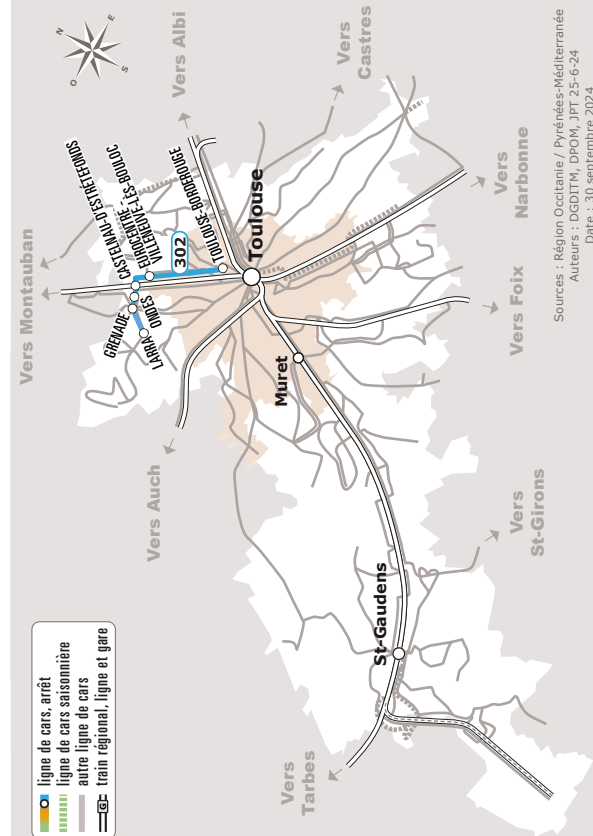 ligne de cars, arrêt
ligne de cars saisonnière
autre ligne de cars
G train régional, ligne et gare
N
E
S
O
Vers Montauban
Vers Albi
Vers
Castres
Vers Auch
GRENADE
LARRA
ONDES
CASTELNAU-D'ESTRÉTEFONDS
EUROCENTRE -
VILLENEUVE-LÈS-BOULOC
302
TOULOUSE-BORDEROUGE
Toulouse
Muret
St-Gaudens
Vers
Narbonne
Vers Foix
Vers
St-Girons
Vers
Tarbes
Sources : Région Occitanie / Pyrénées-Méditerranée
Auteurs : DGDITM, DPOM, JPT 25-6-24
Date : 30 septembre 2024